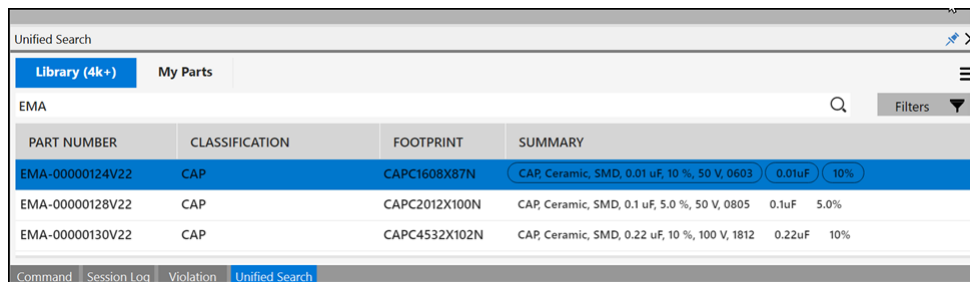 Unified Search
Library (4k+) My Parts
EMA Filters
PART NUMBER CLASSIFICATION FOOTPRINT SUMMARY
EMA-00000124V22 CAP CAPC1608X87N CAP, Ceramic, SMD, 0.01 uF, 10 %, 50 V, 0603 0.01uF 10%
EMA-00000128V22 CAP CAPC2012X100N CAP, Ceramic, SMD, 0.1 uF, 5.0 %, 50 V, 0805 0.1uF 5.0%
EMA-00000130V22 CAP CAPC4532X102N CAP, Ceramic, SMD, 0.22 uF, 10 %, 100 V, 1812 0.22uF 10%
Command Session Log Violation Unified Search